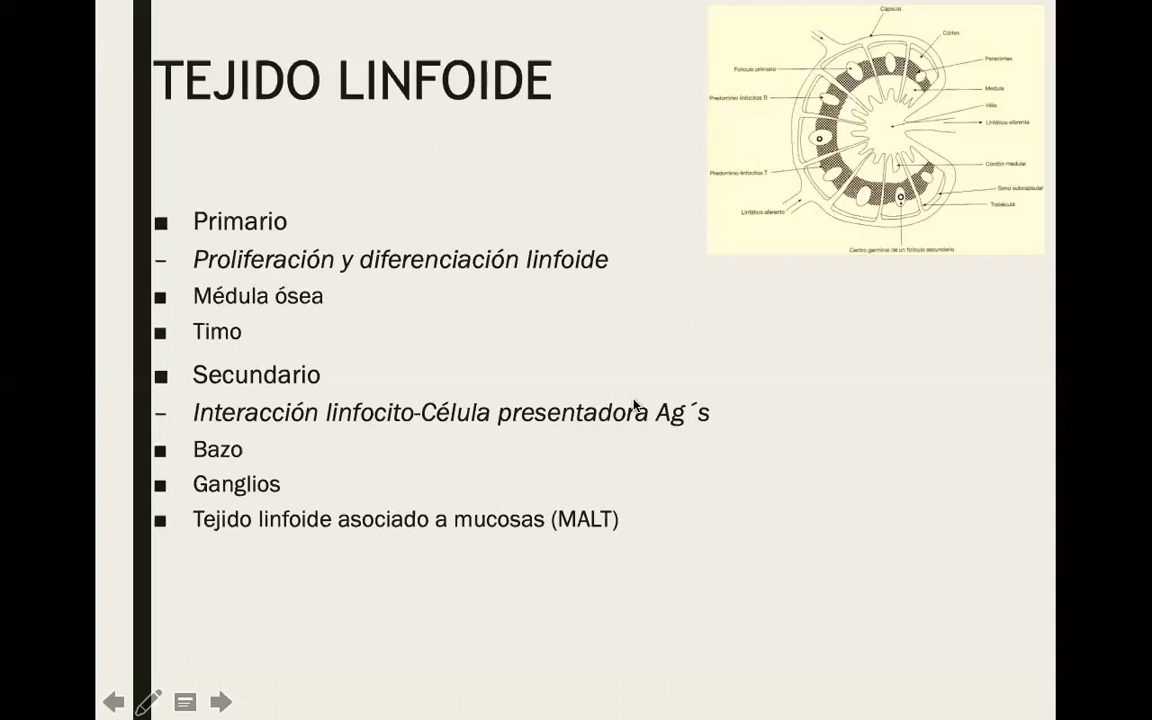 TEJIDO LINFOIDE
Primario
Proliferación y diferenciación linfoide
Médula ósea
Timo
Secundario
Interacción linfocito-Célula presentadora Ag´s
Bazo
Ganglios
Tejido linfoide asociado a mucosas (MALT)
Cápsula
Córtex
Folículo primario
Paracórtex
Predominio linfocitos B
Medula
Hilio
Linfático eferente
Cordón medular
Predominio linfocitos T
Seno subcapsular
Trabécula
Linfático aferente
Centro germinal de un folículo secundario